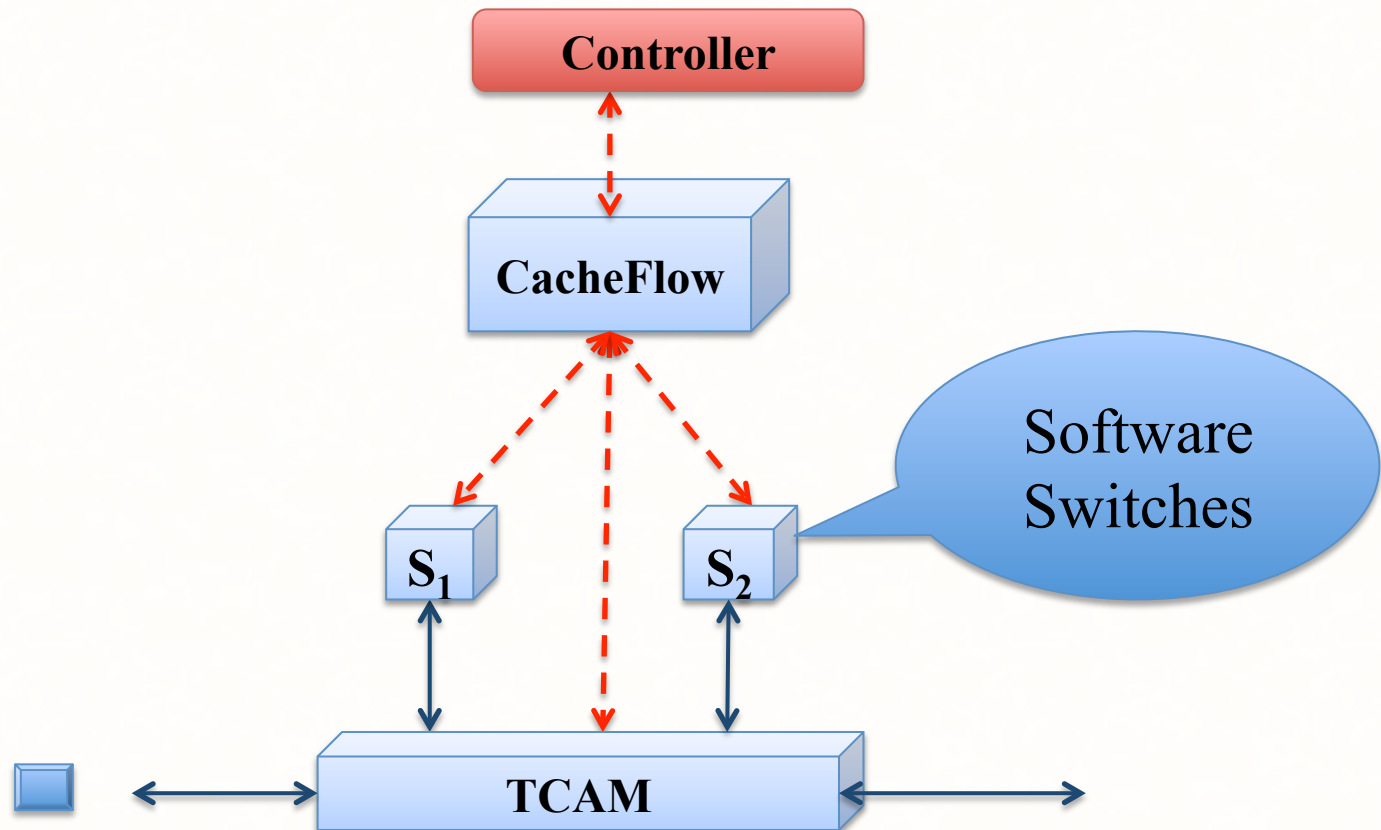 Controller
CacheFlow
Software
Switches
S₁
S₂
TCAM